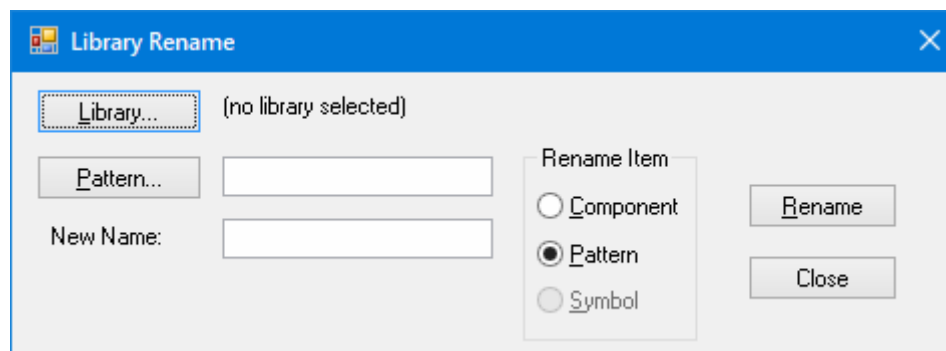 Library Rename
Library... (no library selected)
Pattern...
New Name:
Rename Item
Component
Pattern
Symbol
Rename
Close